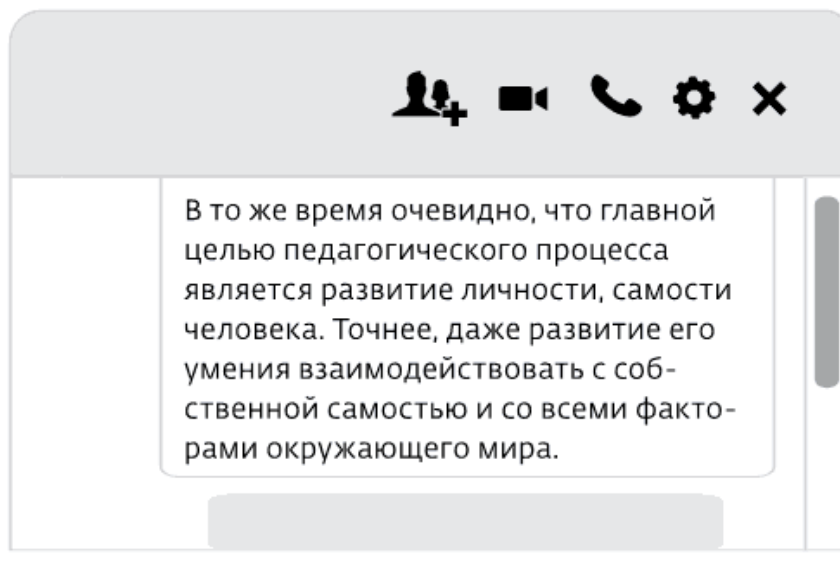 В то же время очевидно, что главной
целью педагогического процесса
является развитие личности, самости
человека. Точнее, даже развитие его
умения взаимодействовать с соб-
ственной самостью и со всеми факто-
рами окружающего мира.